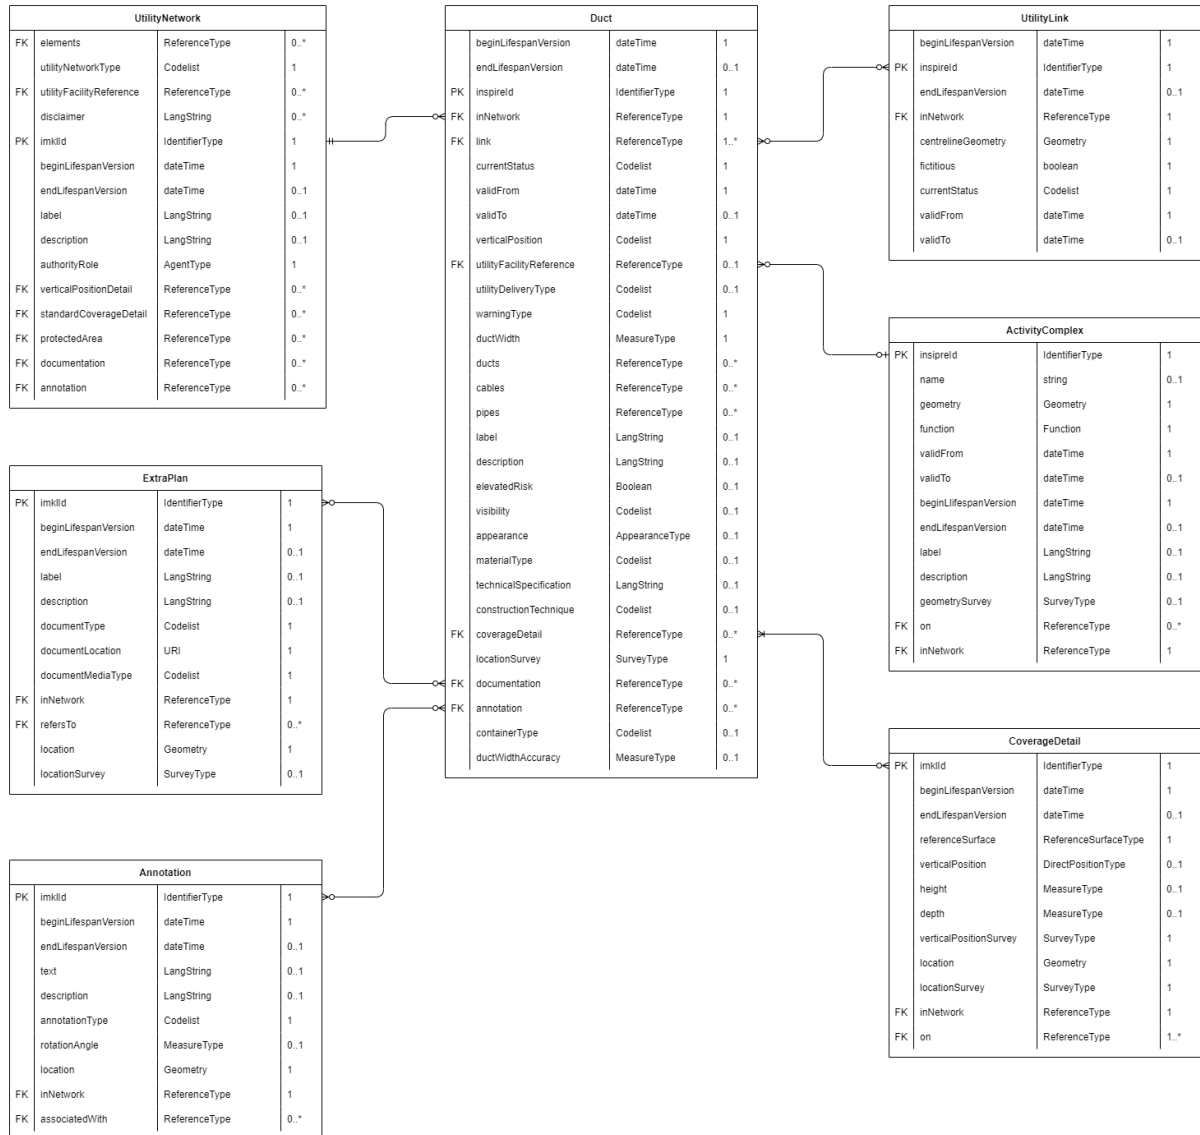 UtilityNetwork
FK elements ReferenceType 0..*
utilityNetworkType Codelist 1
FK utilityFacilityReference ReferenceType 0..*
disclaimer LangString 0..*
PK imklId IdentifierType 1
beginLifespanVersion dateTime 1
endLifespanVersion dateTime 0..1
label LangString 0..1
description LangString 0..1
authorityRole AgentType 1
FK verticalPositionDetail ReferenceType 0..*
FK standardCoverageDetail ReferenceType 0..*
FK protectedArea ReferenceType 0..*
FK documentation ReferenceType 0..*
FK annotation ReferenceType 0..*
ExtraPlan
PK imklId IdentifierType 1
beginLifespanVersion dateTime 1
endLifespanVersion dateTime 0..1
label LangString 0..1
description LangString 0..1
documentType Codelist 1
documentLocation URI 1
documentMediaType Codelist 1
FK inNetwork ReferenceType 1
FK refersTo ReferenceType 0..*
location Geometry 1
locationSurvey SurveyType 0..1
Annotation
PK imklId IdentifierType 1
beginLifespanVersion dateTime 1
endLifespanVersion dateTime 0..1
text LangString 0..1
description LangString 0..1
annotationType Codelist 1
rotationAngle MeasureType 0..1
location Geometry 1
FK inNetwork ReferenceType 1
FK associatedWith ReferenceType 0..*
Duct
beginLifespanVersion dateTime 1
endLifespanVersion dateTime 0..1
PK inspireId IdentifierType 1
FK inNetwork ReferenceType 1
FK link ReferenceType 1..*
currentStatus Codelist 1
validFrom dateTime 1
validTo dateTime 0..1
verticalPosition Codelist 1
FK utilityFacilityReference ReferenceType 0..1
utilityDeliveryType Codelist 0..1
warningType Codelist 1
ductWidth MeasureType 1
ducts ReferenceType 0..*
cables ReferenceType 0..*
pipes ReferenceType 0..*
label LangString 0..1
description LangString 0..1
elevatedRisk Boolean 0..1
visibility Codelist 0..1
appearance AppearanceType 0..1
materialType Codelist 0..1
technicalSpecification LangString 0..1
constructionTechnique Codelist 0..1
FK coverageDetail ReferenceType 0..*
locationSurvey SurveyType 1
FK documentation ReferenceType 0..*
FK annotation ReferenceType 0..*
containerType Codelist 0..1
ductWidthAccuracy MeasureType 0..1
UtilityLink
beginLifespanVersion dateTime 1
PK inspireId IdentifierType 1
endLifespanVersion dateTime 0..1
FK inNetwork ReferenceType 1
centrelineGeometry Geometry 1
fictitious boolean 1
currentStatus Codelist 1
validFrom dateTime 1
validTo dateTime 0..1
ActivityComplex
PK insipreId IdentifierType 1
name string 0..1
geometry Geometry 1
function Function 1
validFrom dateTime 1
validTo dateTime 0..1
beginLlifespanVersion dateTime 1
endLifespanVersion dateTime 0..1
label LangString 0..1
description LangString 0..1
geometrySurvey SurveyType 0..1
FK on ReferenceType 0..*
FK inNetwork ReferenceType 1
CoverageDetail
PK imklId IdentifierType 1
beginLifespanVersion dateTime 1
endLifespanVersion dateTime 0..1
referenceSurface ReferenceSurfaceType 1
verticalPosition DirectPositionType 0..1
height MeasureType 0..1
depth MeasureType 0..1
verticalPositionSurvey SurveyType 1
location Geometry 1
locationSurvey SurveyType 1
FK inNetwork ReferenceType 1
FK on ReferenceType 1..*